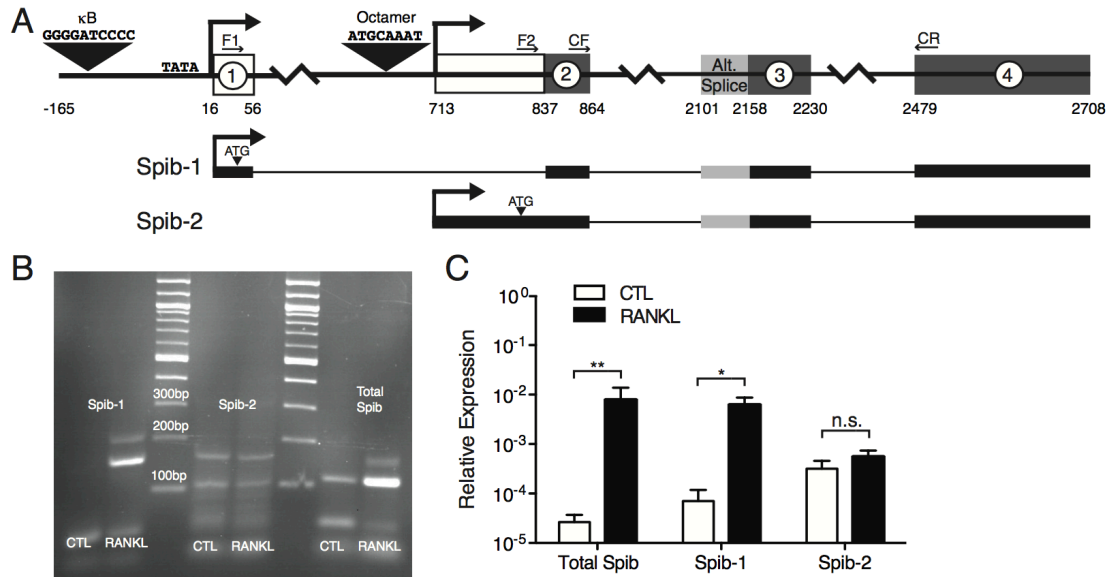 A
κB
GGGGATCCCC
TATA
F1
1
Octamer
ATGCAAAT
F2
CF
2
Alt.
Splice
3
CR
4
-165
16
56
713
837
864
2101
2158
2230
2479
2708
Spib-1
ATG
Spib-2
ATG
B
Spib-1
300bp
200bp
100bp
Spib-2
Total
Spib
CTL
RANKL
CTL
RANKL
CTL
RANKL
C
CTL
RANKL
Relative Expression
10⁰
10⁻¹
10⁻²
10⁻³
10⁻⁴
10⁻⁵
**
*
n.s.
Total Spib
Spib-1
Spib-2